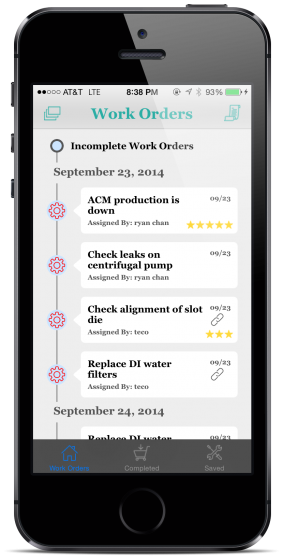 AT&T LTE 8:38 PM 93%
Work Orders
Incomplete Work Orders
September 23, 2014
ACM production is
down
09/23
Assigned By: ryan chan
Check leaks on
centrifugal pump
09/23
Assigned By: ryan chan
Check alignment of slot
die
09/23
Assigned By: teco
Replace DI water
filters
09/23
Assigned By: teco
September 24, 2014
Replace DI water
09/23
Work Orders
Completed
Saved